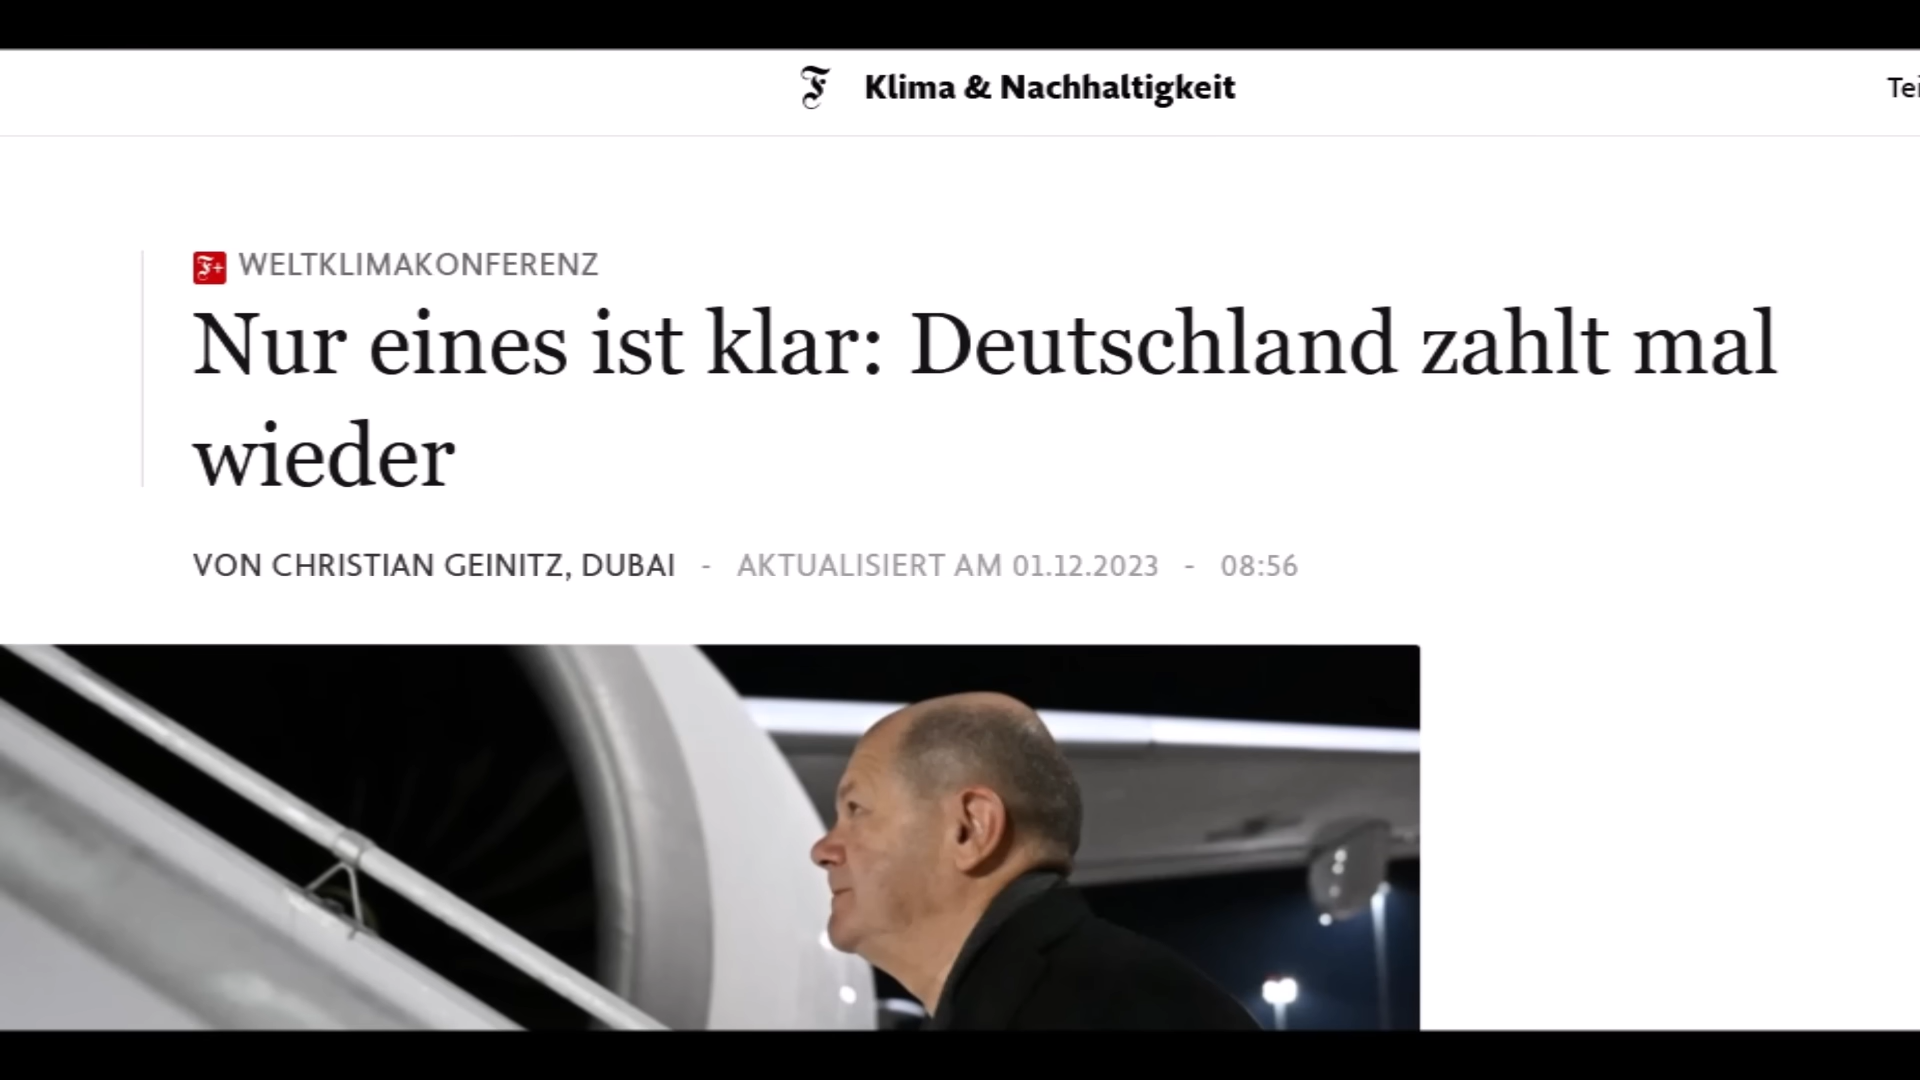 Klima & Nachhaltigkeit
Tei
F+ WELTKLIMAKONFERENZ
Nur eines ist klar: Deutschland zahlt mal
wieder
VON CHRISTIAN GEINITZ, DUBAI - AKTUALISIERT AM 01.12.2023 - 08:56